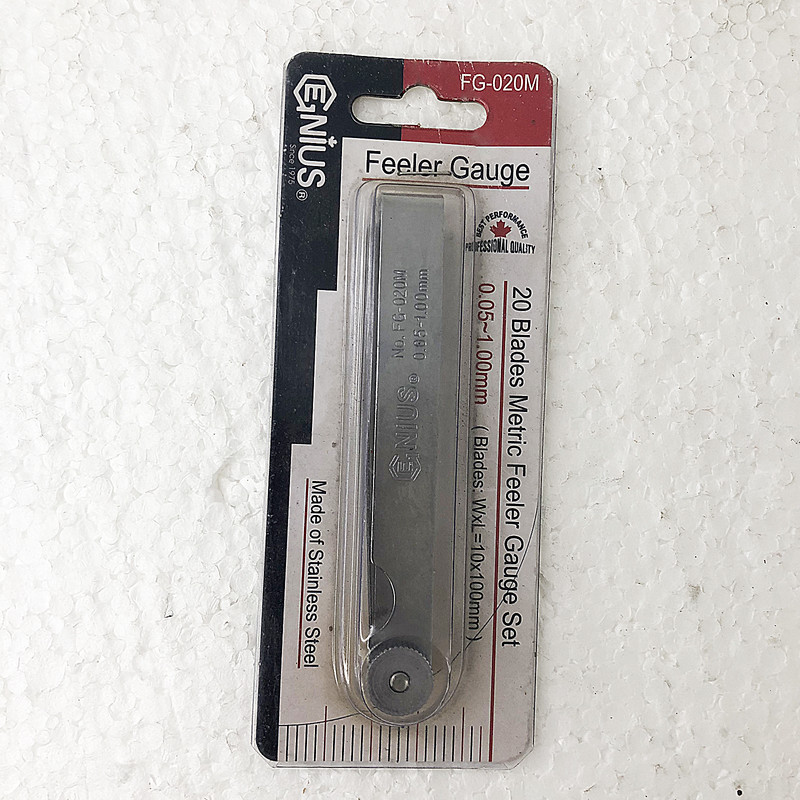 FG-020M
GENIUS®
Since 1975
Feeler Gauge
BEST PERFORMANCE
PROFESSIONAL QUALITY
20 Blades Metric Feeler Gauge Set
0.05~1.00mm ( Blades: WxL=10x100mm )
No. FG-020M
0.05~1.00mm
GENIUS®
Made of Stainless Steel